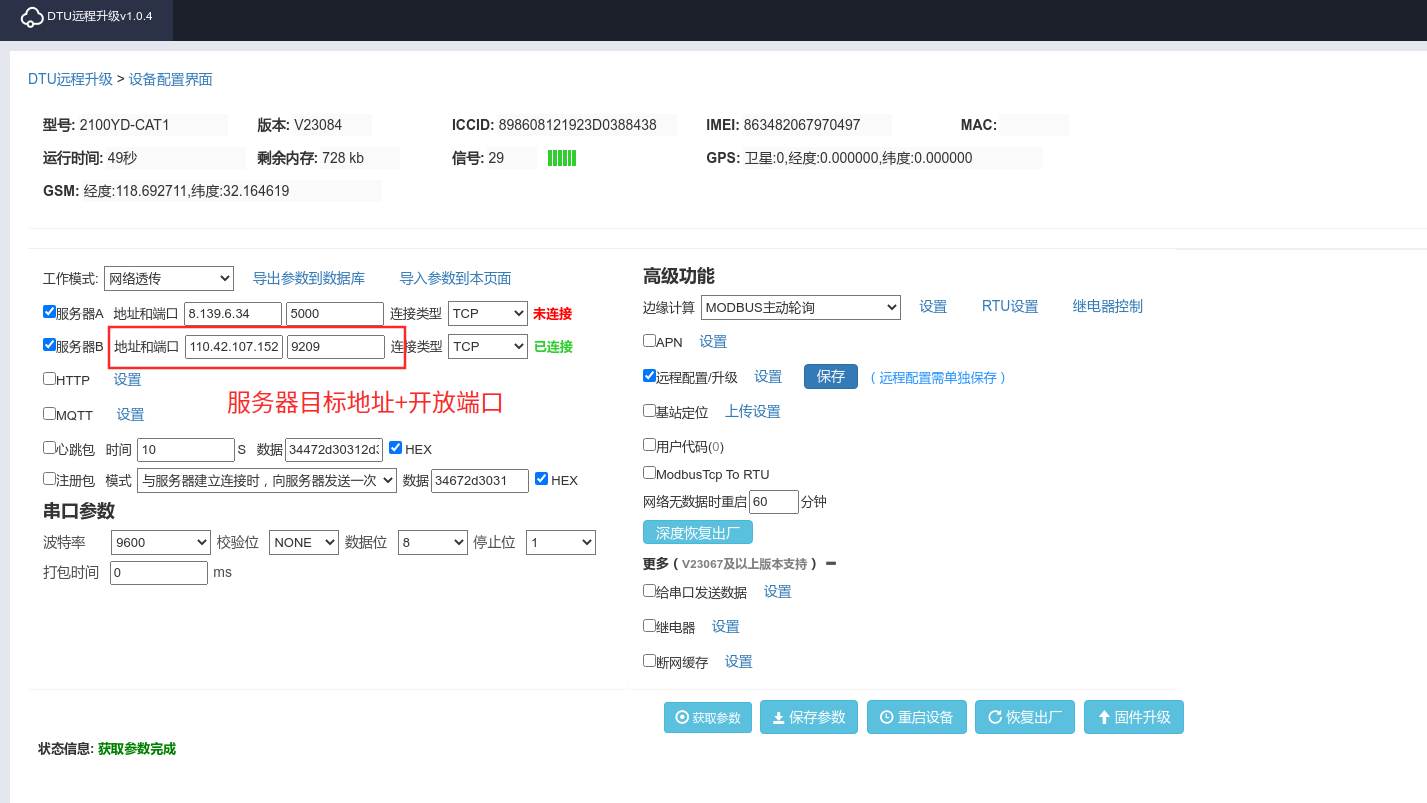 DTU远程升级v1.0.4
DTU远程升级 > 设备配置界面
型号: 2100YD-CAT1 版本: V23084 ICCID: 898608121923D0388438 IMEI: 863482067970497 MAC:
运行时间: 49秒 剩余内存: 728 kb 信号: 29 GPS: 卫星:0,经度:0.000000,纬度:0.000000
GSM: 经度:118.692711,纬度:32.164619
工作模式: 网络透传 导出参数到数据库 导入参数到本页面
服务器A 地址和端口 8.139.6.34 5000 连接类型 TCP 未连接
服务器B 地址和端口 110.42.107.152 9209 连接类型 TCP 已连接
HTTP 设置
服务器目标地址+开放端口
MQTT 设置
心跳包 时间 10 S 数据 34472d30312d3 HEX
注册包 模式 与服务器建立连接时，向服务器发送一次 数据 34672d3031 HEX
串口参数
波特率 9600 校验位 NONE 数据位 8 停止位 1
打包时间 0 ms
高级功能
边缘计算 MODBUS主动轮询 设置 RTU设置 继电器控制
APN 设置
远程配置/升级 设置 保存 （远程配置需单独保存）
基站定位 上传设置
用户代码(0)
ModbusTcp To RTU
网络无数据时重启 60 分钟
深度恢复出厂
更多（V23067及以上版本支持）
给串口发送数据 设置
继电器 设置
断网缓存 设置
获取参数 保存参数 重启设备 恢复出厂 固件升级
状态信息: 获取参数完成